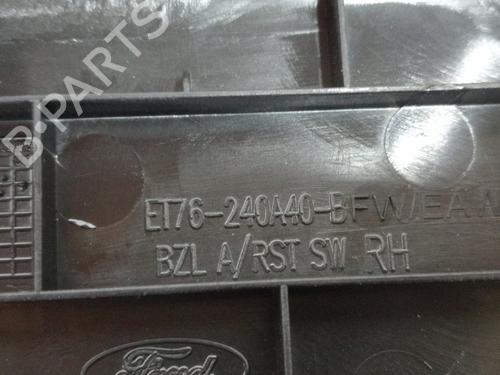 B-PARTS
ET76-240A40-BFW/EA
BZL A/RST SW RH
Ford